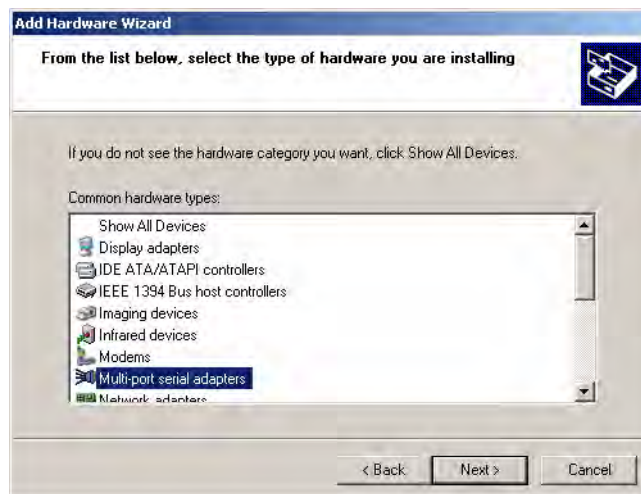 Add Hardware Wizard
From the list below, select the type of hardware you are installing
If you do not see the hardware category you want, click Show All Devices.
Common hardware types:
Show All Devices
Display adapters
IDE ATA/ATAPI controllers
IEEE 1394 Bus host controllers
Imaging devices
Infrared devices
Modems
Multi-port serial adapters
Network adapters
< Back Next > Cancel